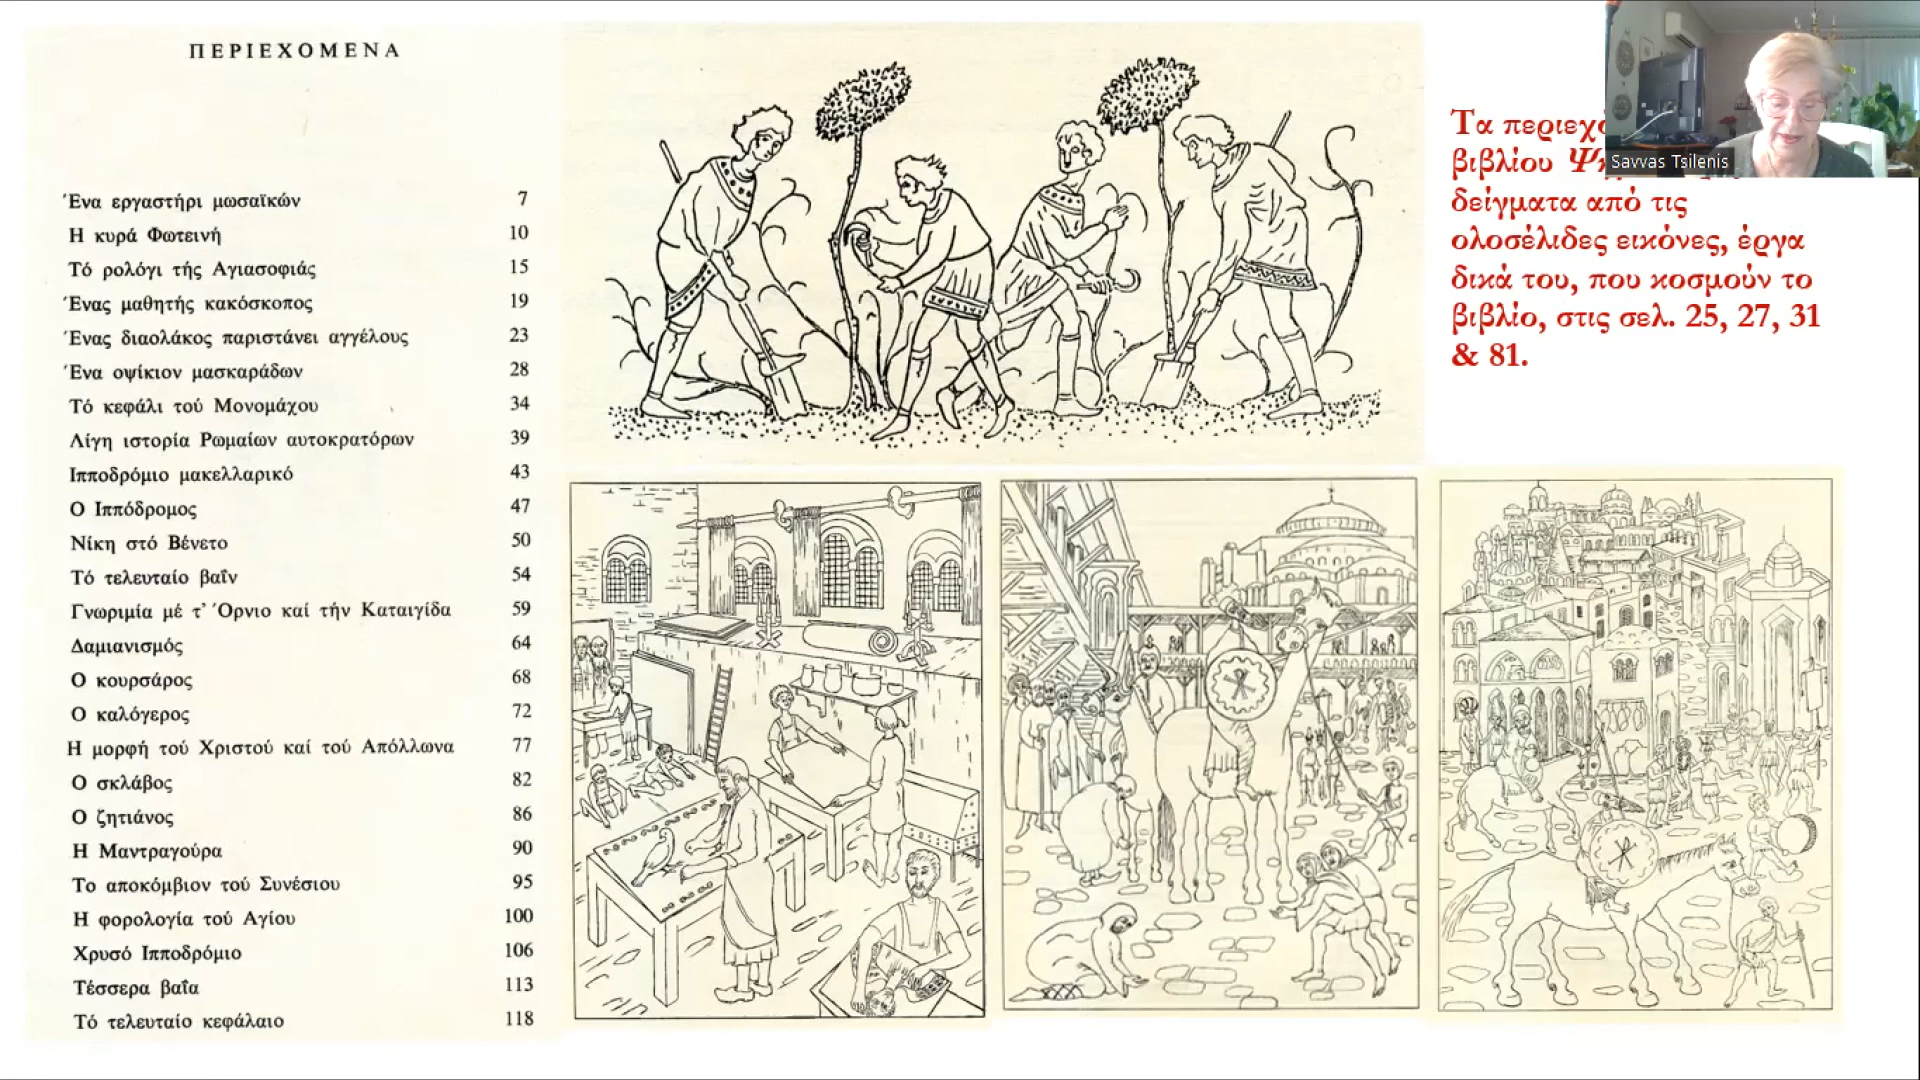 ΠΕΡΙΕΧΟΜΕΝΑ
Ένα εργαστήρι μωσαϊκών 7
Η κυρά Φωτεινή 10
Τό ρολόγι τής Αγιασοφιάς 15
Ένας μαθητής κακόσκοπος 19
Ένας διαολάκος παριστάνει αγγέλους 23
Ένα οψίκιον μασκαράδων 28
Τό κεφάλι τού Μονομάχου 34
Λίγη ιστορία Ρωμαίων αυτοκρατόρων 39
Ιπποδρόμιο μακελλαρικό 43
Ο Ιππόδρομος 47
Νίκη στό Βένετο 50
Τό τελευταίο βαΐν 54
Γνωριμία μέ τ' Όρνιο καί τήν Καταιγίδα 59
Δαμιανισμός 64
Ο κουρσάρος 68
Ο καλόγερος 72
Η μορφή τού Χριστού καί τού Απόλλωνα 77
Ο σκλάβος 82
Ο ζητιάνος 86
Η Μαντραγούρα 90
Το αποκόμβιον τού Συνέσιου 95
Η φορολογία τού Αγίου 100
Χρυσό Ιπποδρόμιο 106
Τέσσερα βαΐα 113
Τό τελευταίο κεφάλαιο 118
Τα
βιβλίου
δείγματα από τις
ολοσέλιδες εικόνες, έργα
δικά του, που κοσμούν το
βιβλίο, στις σελ. 25, 27, 31
& 81.
Savvas Tsilenis